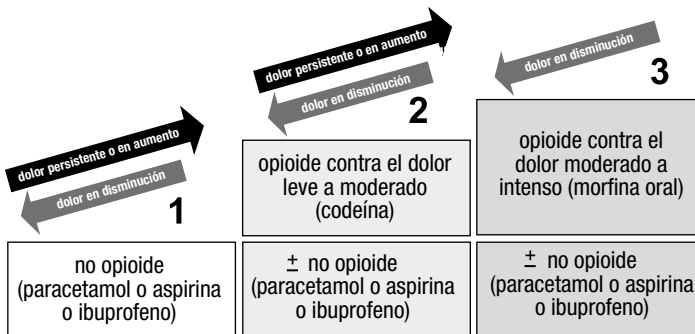 dolor persistente o en aumento
dolor en disminución
1
no opioide
(paracetamol o aspirina
o ibuprofeno)
dolor persistente o en aumento
dolor en disminución
2
opioide contra el dolor
leve a moderado
(codeína)
± no opioide
(paracetamol o aspirina
o ibuprofeno)
dolor en disminución
3
opioide contra el
dolor moderado a
intenso (morfina oral)
± no opioide
(paracetamol o aspirina
o ibuprofeno)